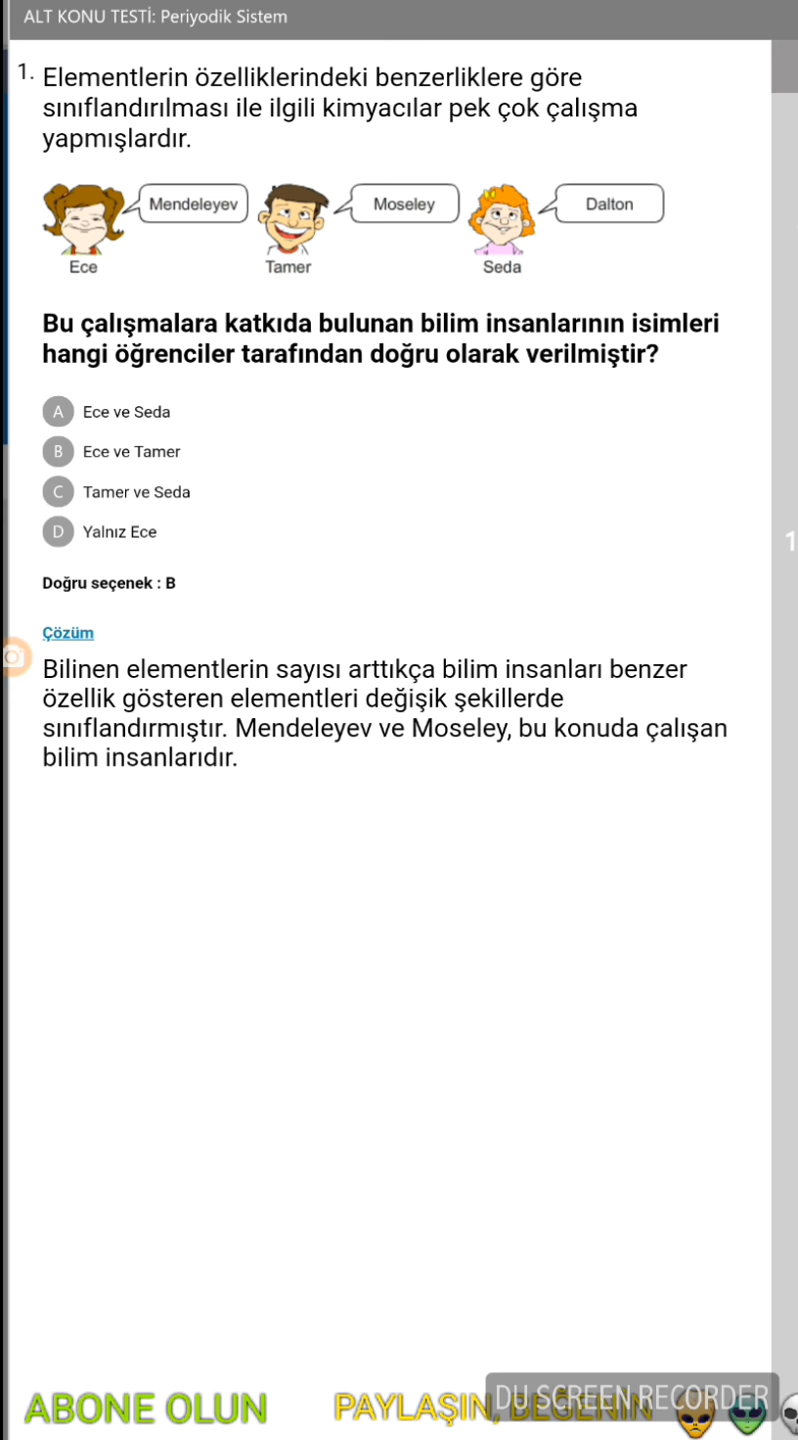 ALT KONU TESTİ: Periyodik Sistem
1. Elementlerin özelliklerindeki benzerliklere göre
sınıflandırılması ile ilgili kimyacılar pek çok çalışma
yapmışlardır.
Mendeleyev
Moseley
Dalton
Ece
Tamer
Seda
Bu çalışmalara katkıda bulunan bilim insanlarının isimleri
hangi öğrenciler tarafından doğru olarak verilmiştir?
A Ece ve Seda
B Ece ve Tamer
C Tamer ve Seda
D Yalnız Ece
1
Doğru seçenek : B
Çözüm
Bilinen elementlerin sayısı arttıkça bilim insanları benzer
özellik gösteren elementleri değişik şekillerde
sınıflandırmıştır. Mendeleyev ve Moseley, bu konuda çalışan
bilim insanlarıdır.
ABONE OLUN PAYLAŞIN, BEĞENİN
DU SCREEN RECORDER